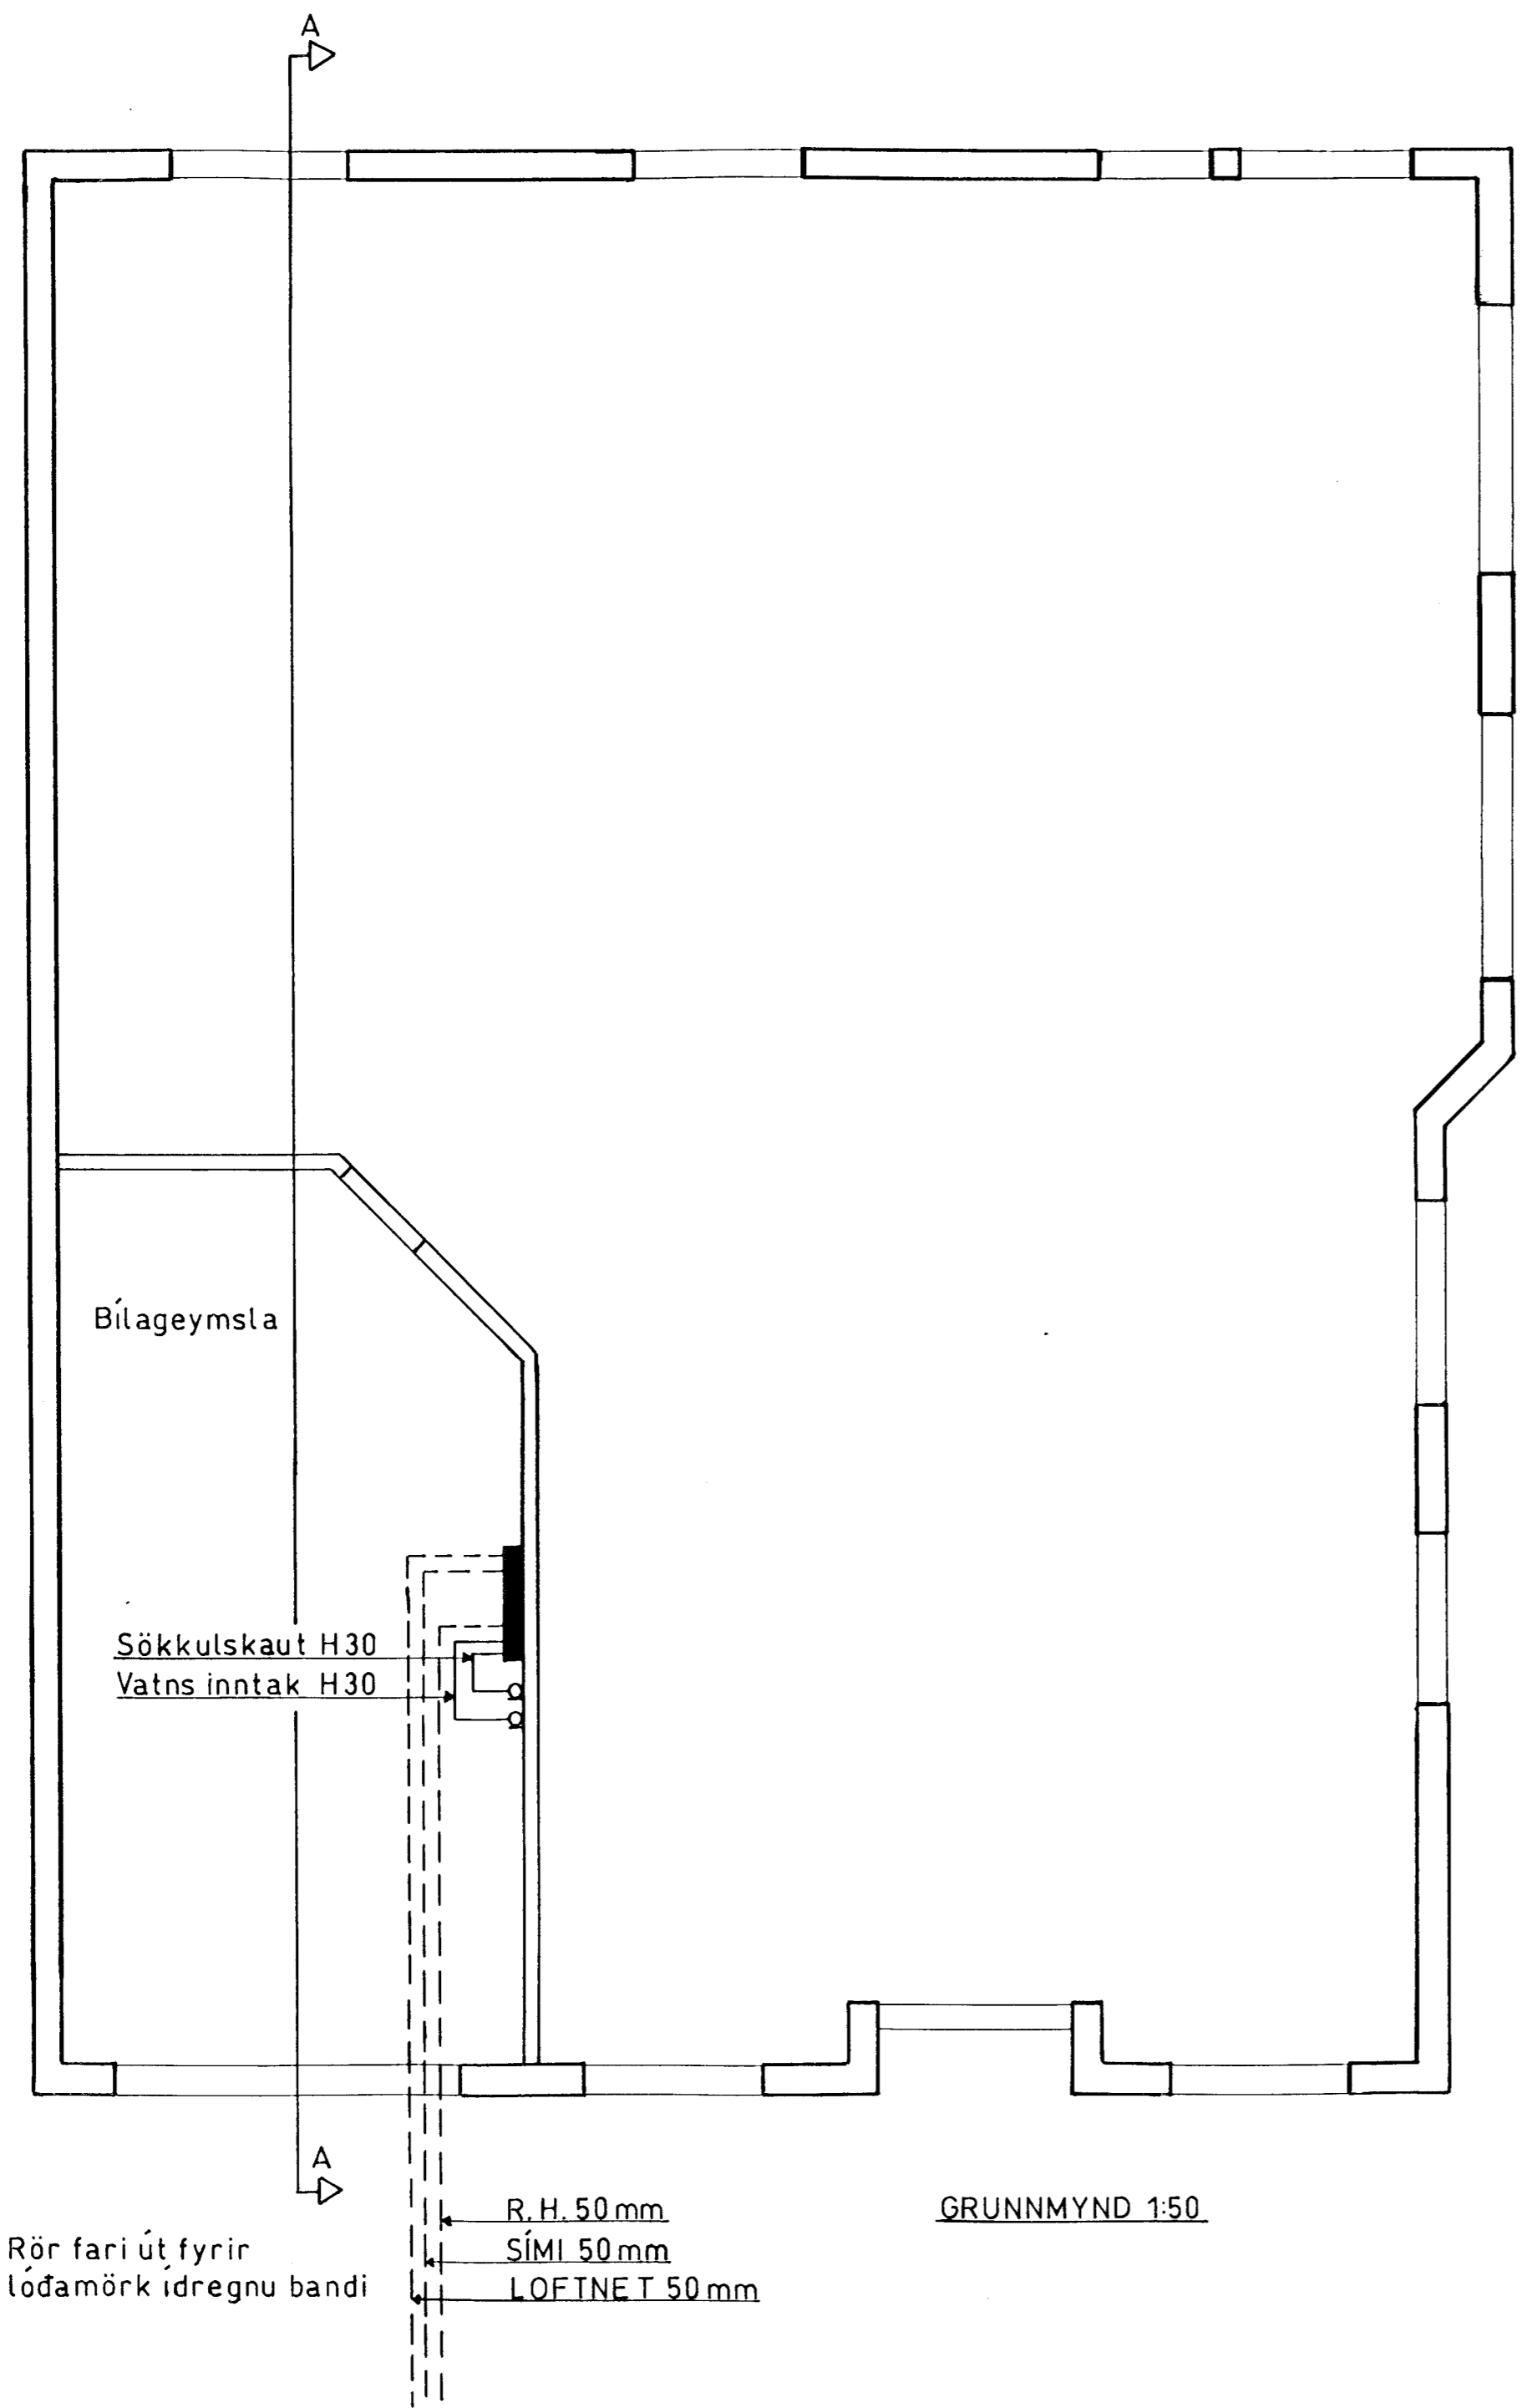 A
Bílageymsla
Sökkulskaut H30
Vatns inntak H30
A
R.H. 50mm
GRUNNMYND 1:50
Rör fari út fyrir
SÍMI 50mm
lóđamörk ídregnu bandi
LOFTNET 50mm